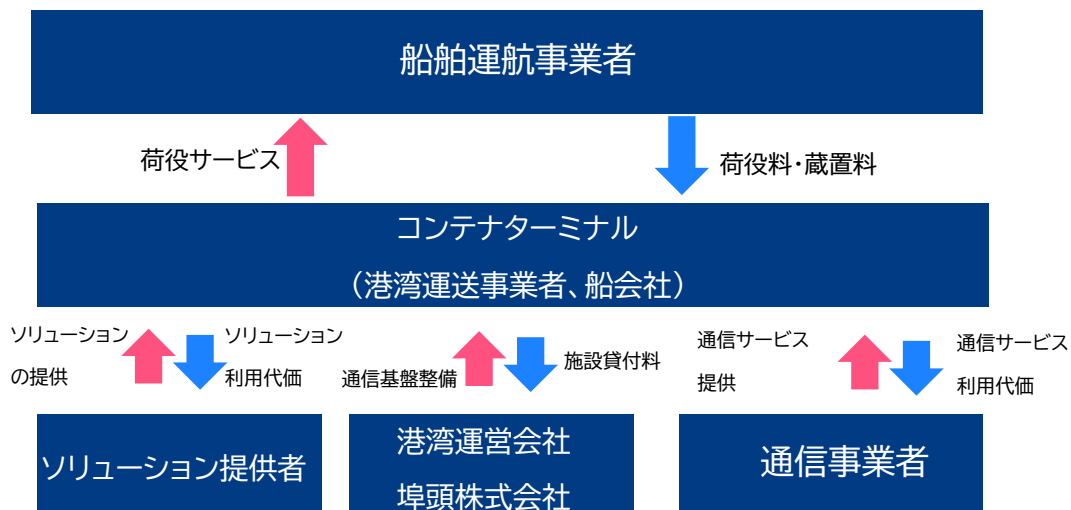 船舶運航事業者
荷役サービス
荷役料・蔵置料
コンテナターミナル
（港湾運送事業者、船会社）
ソリューション
の提供
ソリューション
利用代価
通信基盤整備
施設貸付料
通信サービス
提供
通信サービス
利用代価
ソリューション提供者
港湾運営会社
埠頭株式会社
通信事業者